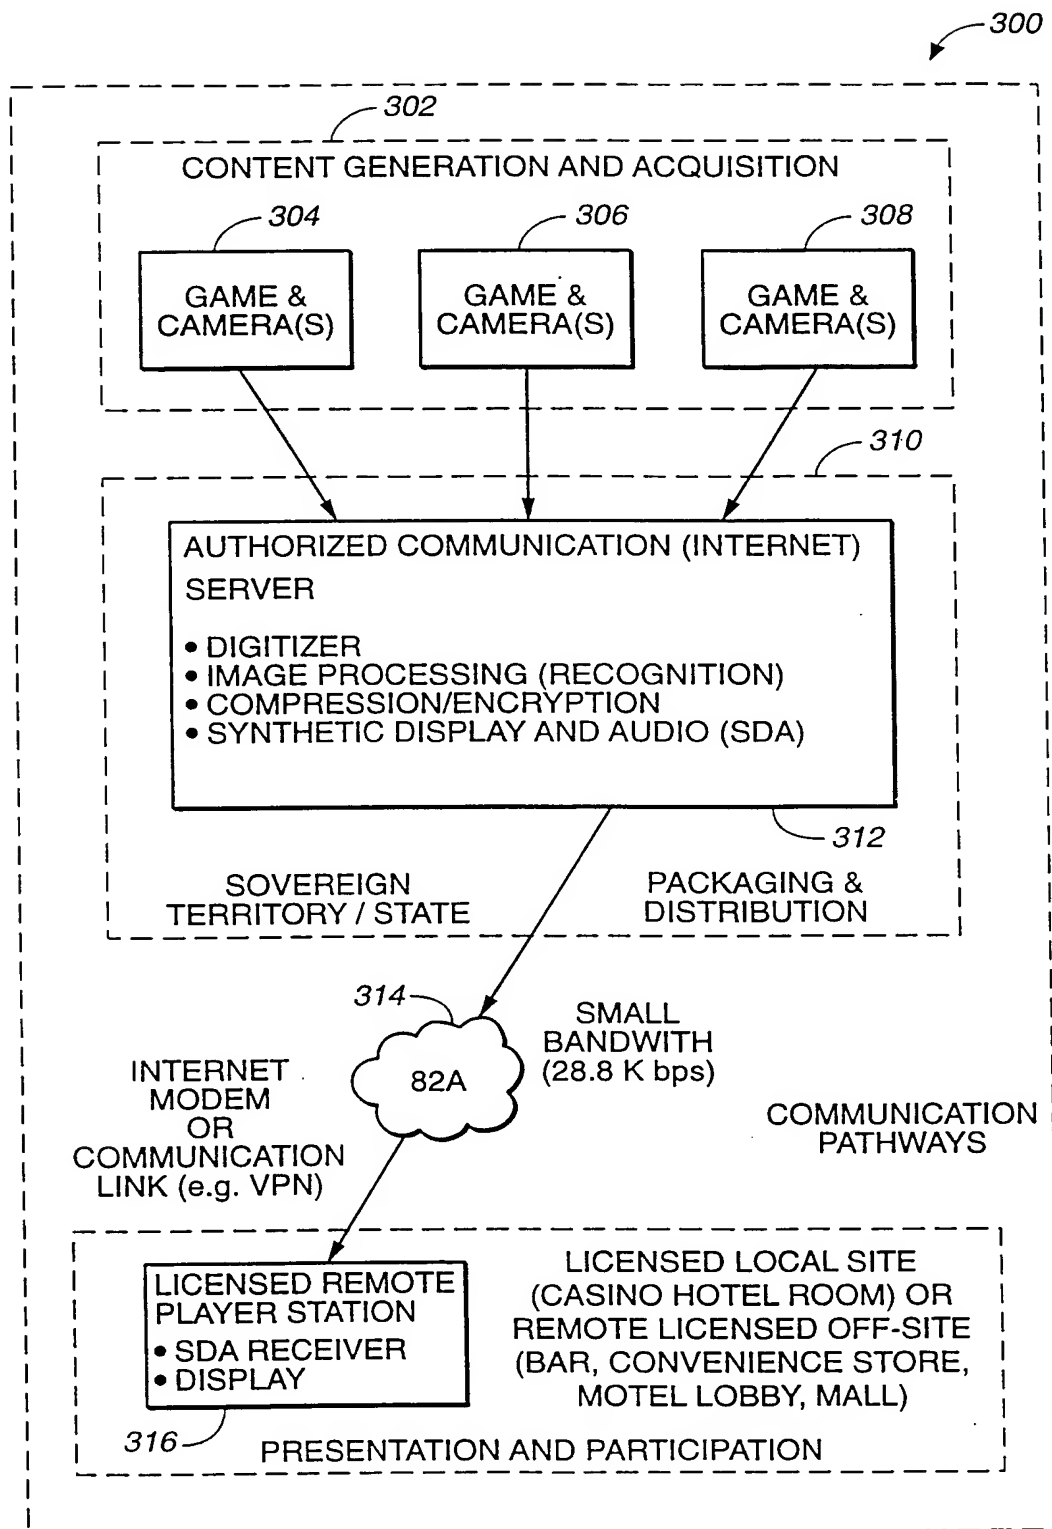 300
302
CONTENT GENERATION AND ACQUISITION
304
306
308
GAME &
CAMERA(S)
GAME &
CAMERA(S)
GAME &
CAMERA(S)
310
AUTHORIZED COMMUNICATION (INTERNET)
SERVER
• DIGITIZER
• IMAGE PROCESSING (RECOGNITION)
• COMPRESSION/ENCRYPTION
• SYNTHETIC DISPLAY AND AUDIO (SDA)
312
SOVEREIGN
TERRITORY / STATE
PACKAGING &
DISTRIBUTION
314
82A
SMALL
BANDWITH
(28.8 K bps)
INTERNET
MODEM
OR
COMMUNICATION
LINK (e.g. VPN)
COMMUNICATION
PATHWAYS
LICENSED REMOTE
PLAYER STATION
• SDA RECEIVER
• DISPLAY
316
LICENSED LOCAL SITE
(CASINO HOTEL ROOM) OR
REMOTE LICENSED OFF-SITE
(BAR, CONVENIENCE STORE,
MOTEL LOBBY, MALL)
PRESENTATION AND PARTICIPATION